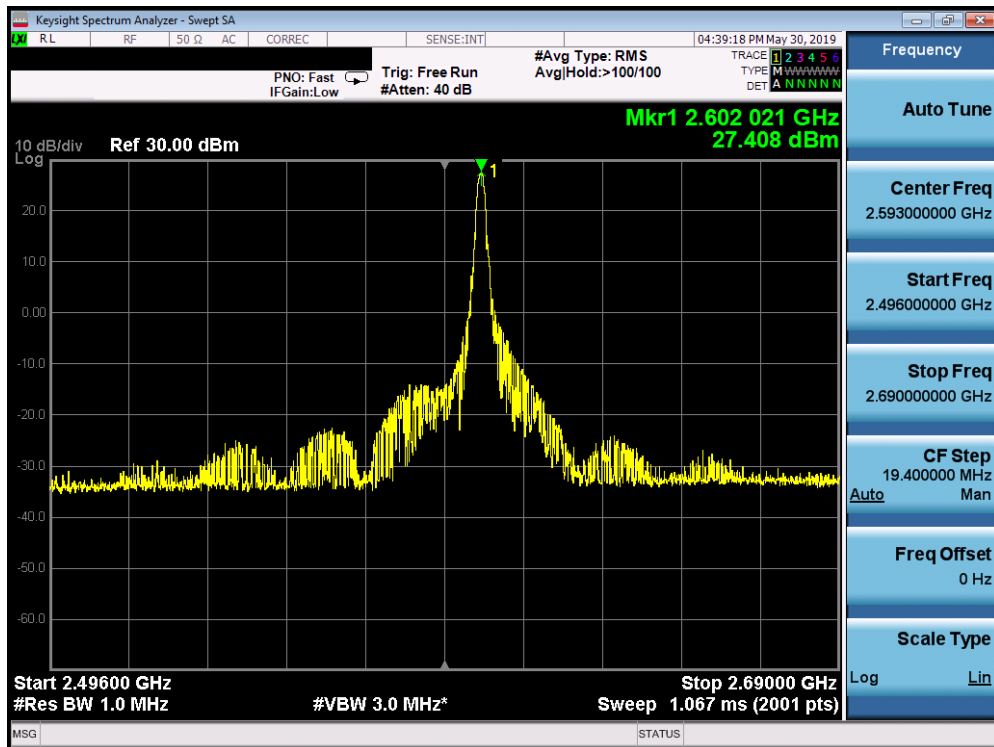 Keysight Spectrum Analyzer - Swept SA
LXI RL RF 50 Ω AC CORREC SENSE:INT 04:39:18 PM May 30, 2019
PNO: Fast Trig: Free Run #Avg Type: RMS TRACE 1 2 3 4 5 6
IFGain:Low #Atten: 40 dB Avg|Hold:>100/100 TYPE M W W W W W
DET A N N N N N
Mkr1 2.602 021 GHz
27.408 dBm
10 dB/div Ref 30.00 dBm
Log
1
20.0
10.0
0.00
-10.0
-20.0
-30.0
-40.0
-50.0
-60.0
Start 2.49600 GHz Stop 2.69000 GHz
#Res BW 1.0 MHz #VBW 3.0 MHz* Sweep 1.067 ms (2001 pts)
MSG STATUS
Frequency
Auto Tune
Center Freq
2.593000000 GHz
Start Freq
2.496000000 GHz
Stop Freq
2.690000000 GHz
CF Step
19.400000 MHz
Auto Man
Freq Offset
0 Hz
Scale Type
Log Lin